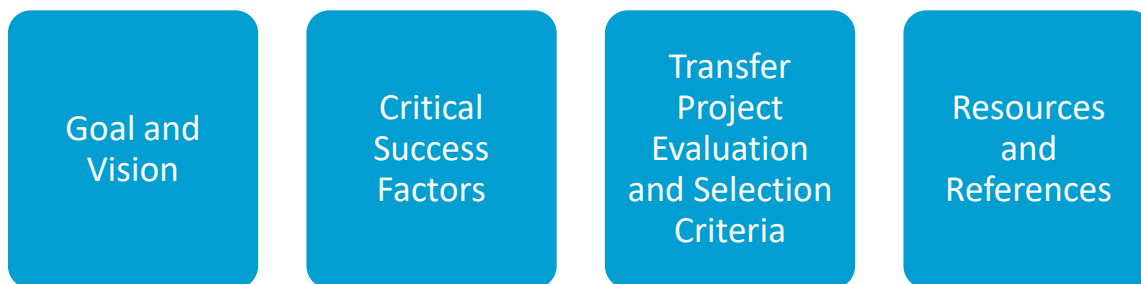 Goal and
Vision
Critical
Success
Factors
Transfer
Project
Evaluation
and Selection
Criteria
Resources
and
References